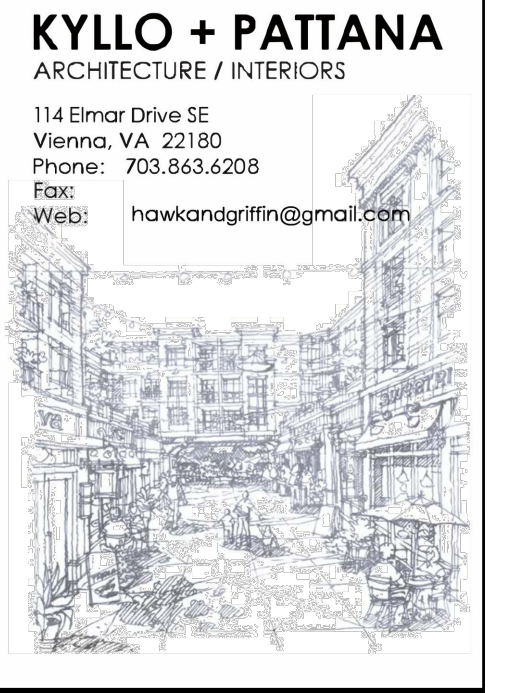 KYLLO + PATTANA
ARCHITECTURE / INTERIORS
114 Elmar Drive SE
Vienna, VA 22180
Phone: 703.863.6208
Fax:
Web: hawkandgriffin@gmail.com
va